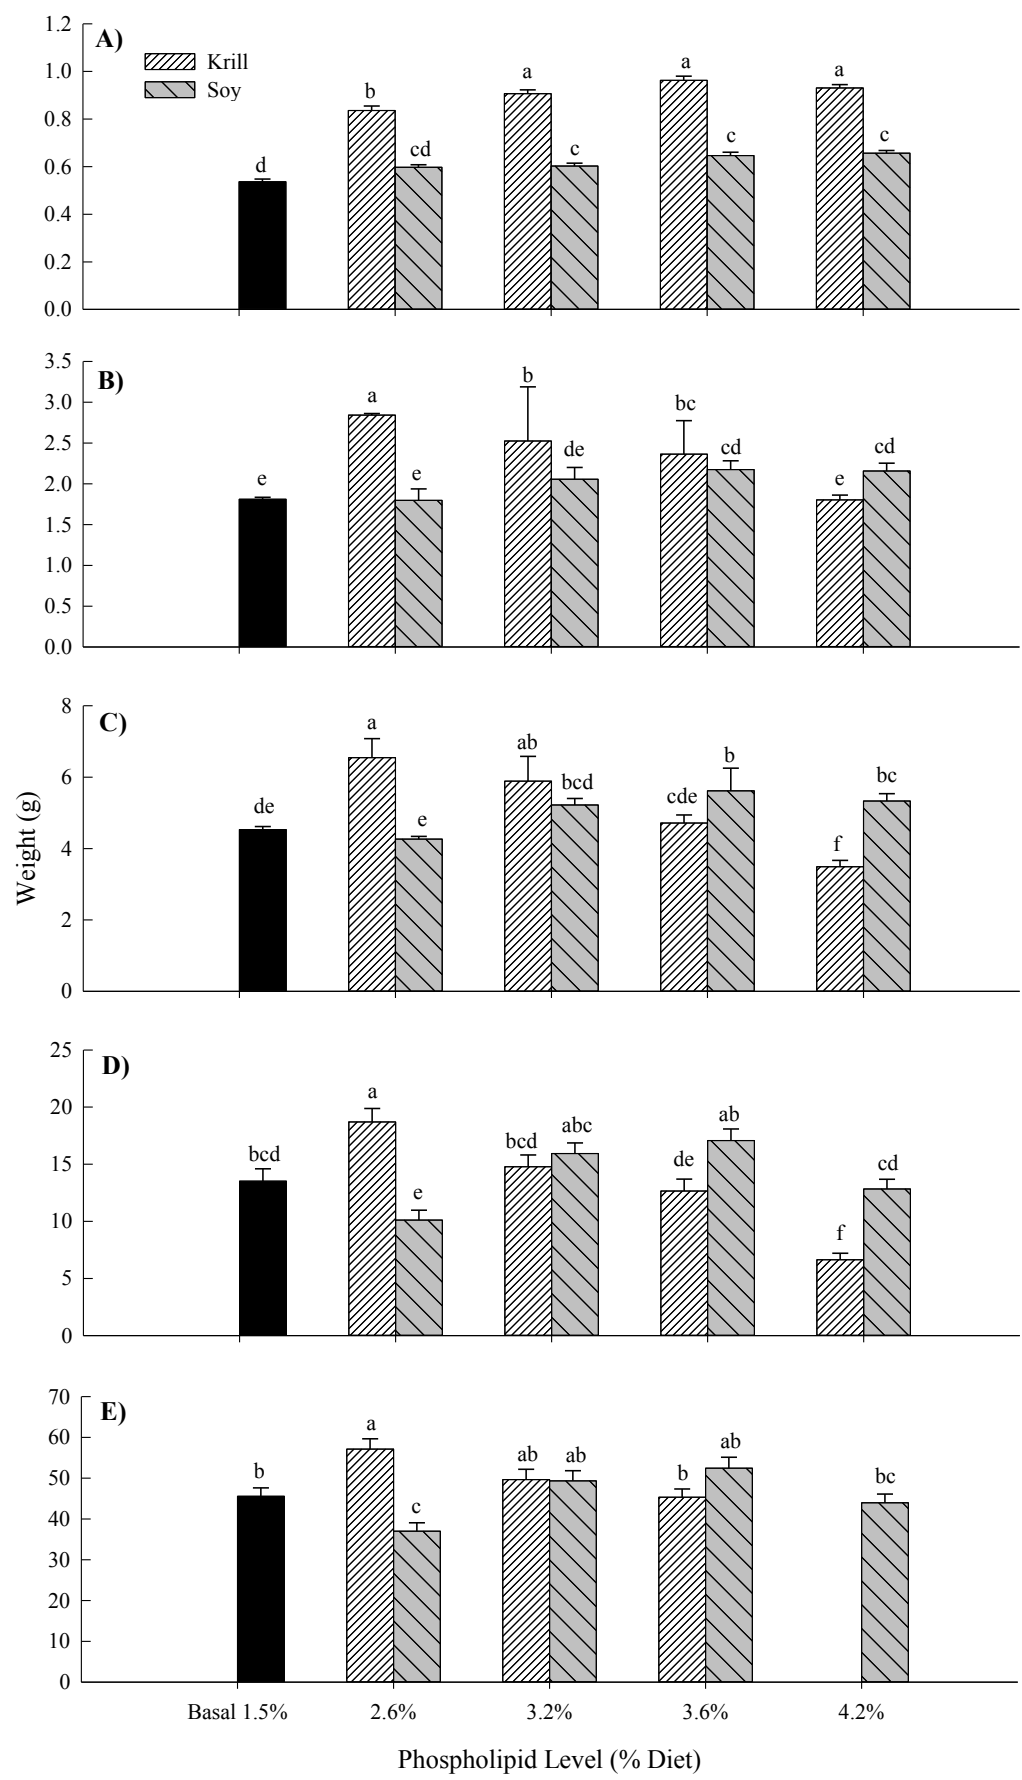 A)
Krill
Soy
1.2
1.0
0.8
0.6
0.4
0.2
0.0
d
b
cd
a
c
a
c
a
c
B)
3.5
3.0
2.5
2.0
1.5
1.0
0.5
0.0
e
a
e
b
de
bc
cd
e
cd
C)
8
6
4
2
0
de
a
e
ab
bcd
cde
b
f
bc
Weight (g)
D)
25
20
15
10
5
0
bcd
a
e
bcd
abc
de
ab
f
cd
E)
70
60
50
40
30
20
10
0
b
a
c
ab
ab
b
ab
bc
Basal 1.5% 2.6% 3.2% 3.6% 4.2%
Phospholipid Level (% Diet)